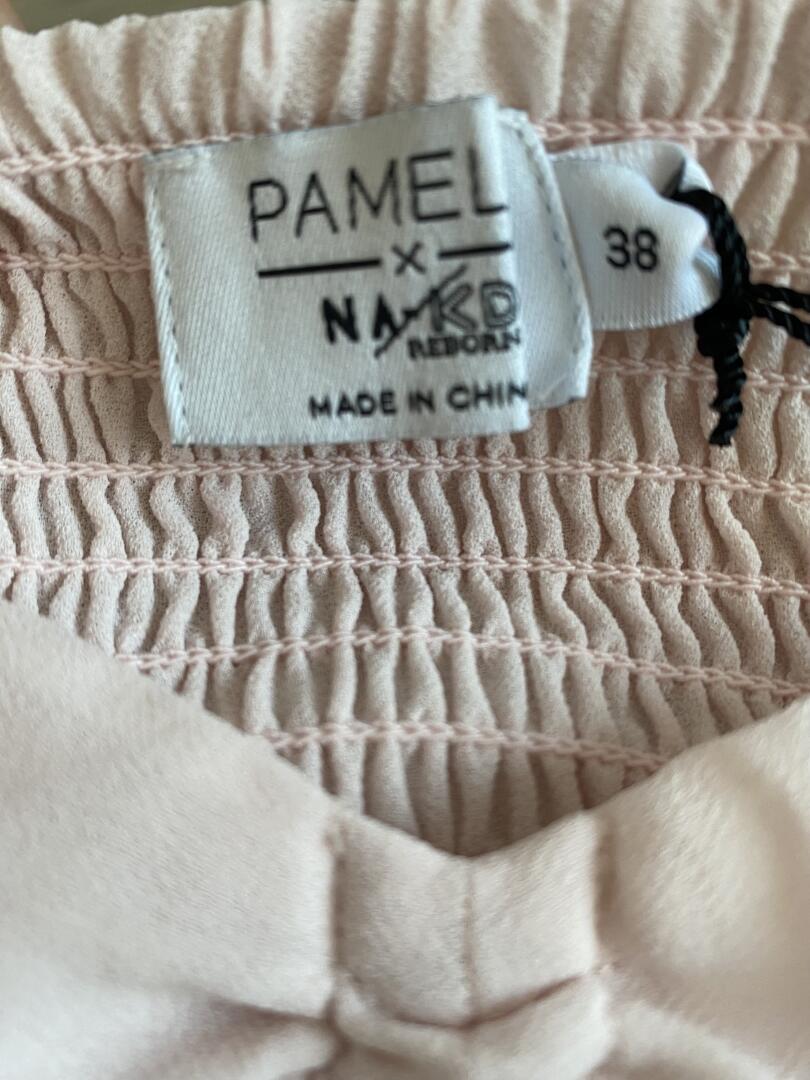 PAMEL
×
NA-KD
REBORN
MADE IN CHIN
38